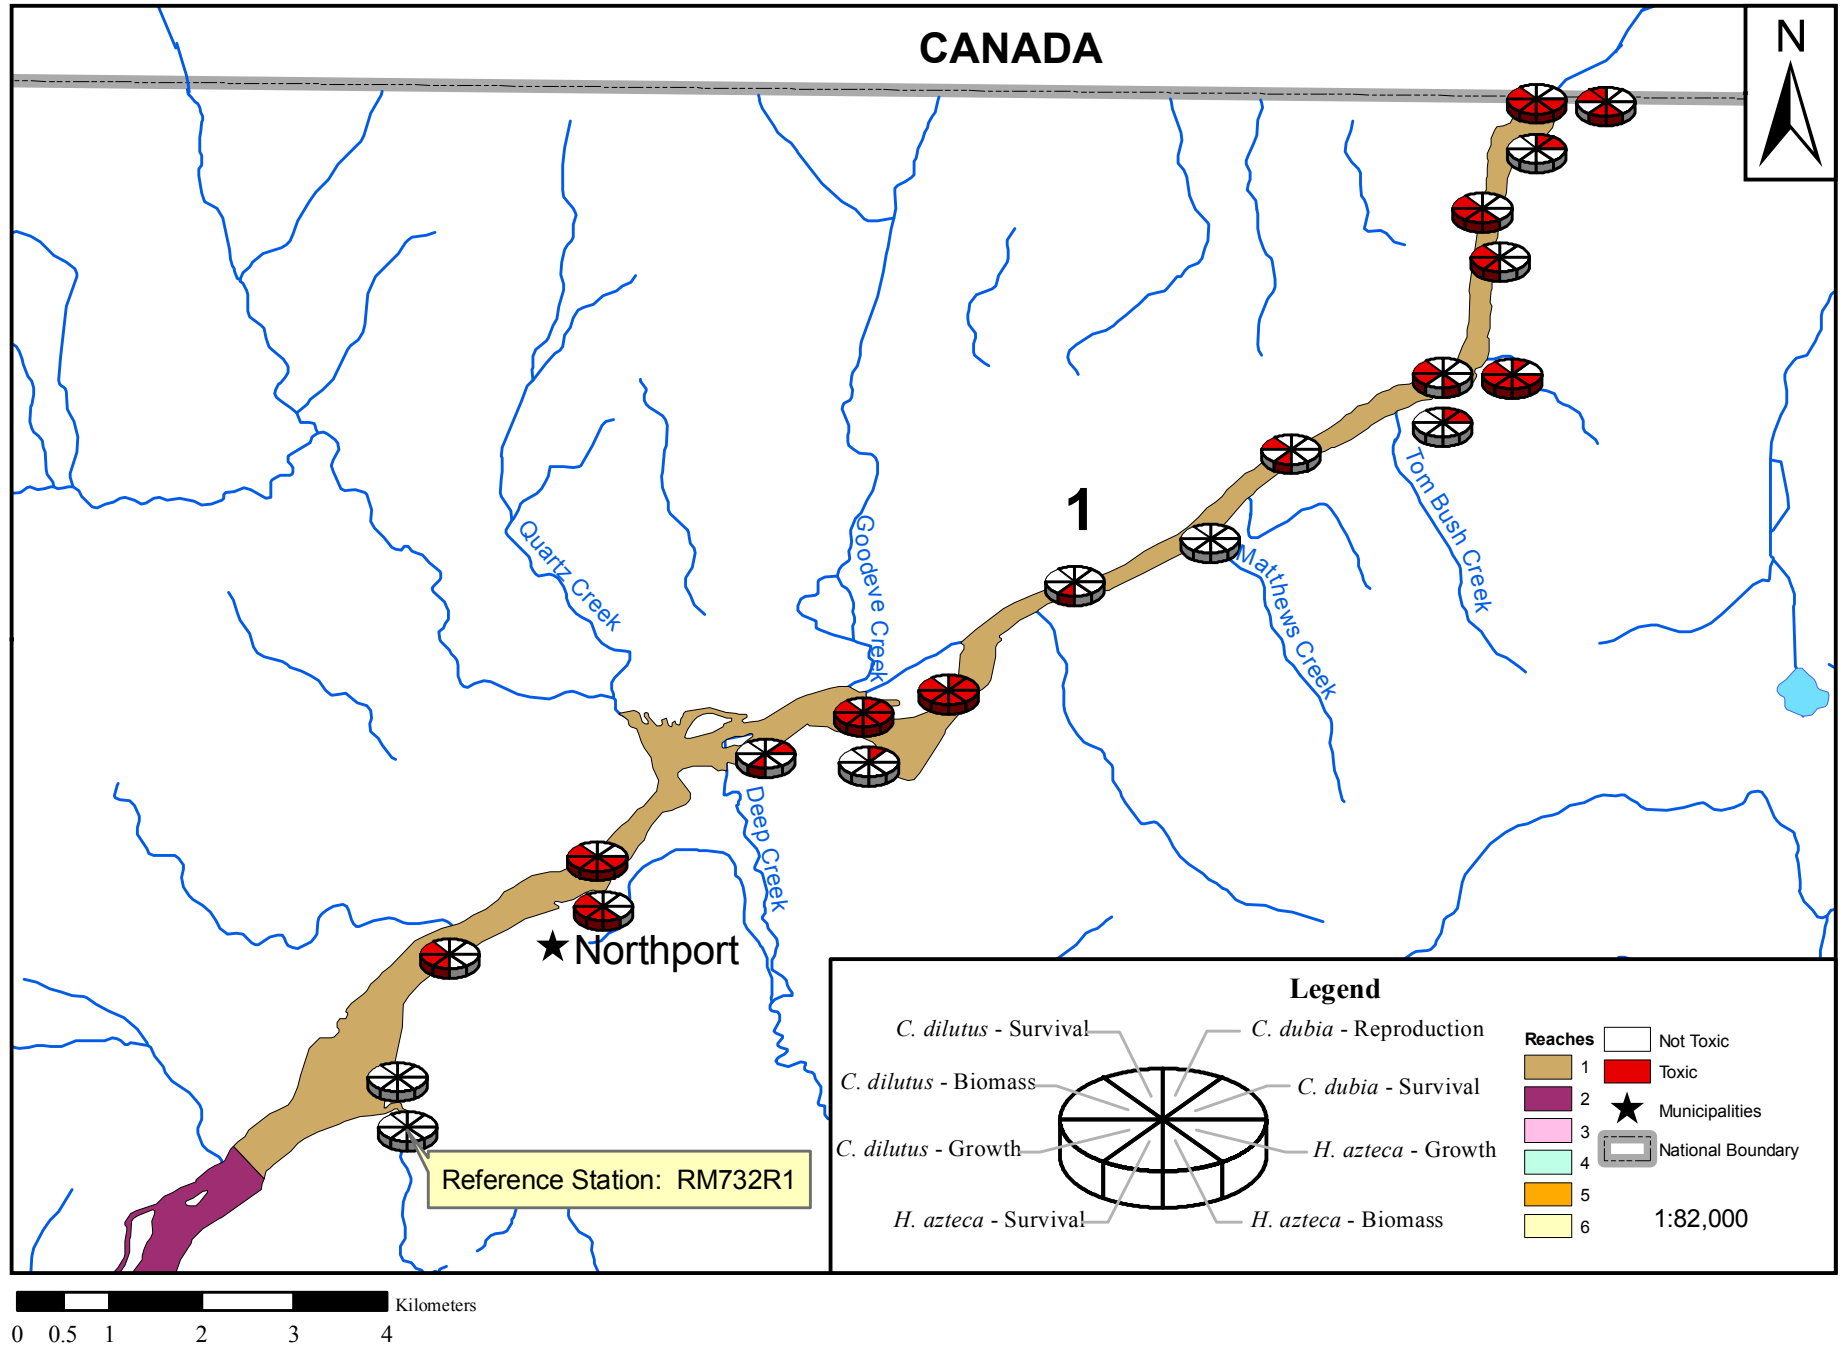 CANADA
N
1
Tom Bush Creek
Matthews Creek
Goodeve Creek
Quartz Creek
Deep Creek
Northport
Reference Station: RM732R1
Legend
C. dilutus - Survival
C. dubia - Reproduction
C. dilutus - Biomass
C. dubia - Survival
C. dilutus - Growth
H. azteca - Growth
H. azteca - Survival
H. azteca - Biomass
Reaches
1
2
3
4
5
6
Not Toxic
Toxic
Municipalities
National Boundary
1:82,000
Kilometers
0 0.5 1 2 3 4